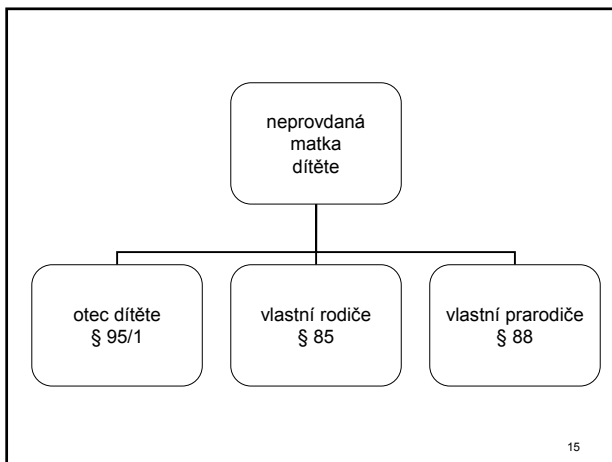 neprovdaná
matka
dítěte
otec dítěte
§ 95/1
vlastní rodiče
§ 85
vlastní prarodiče
§ 88
15